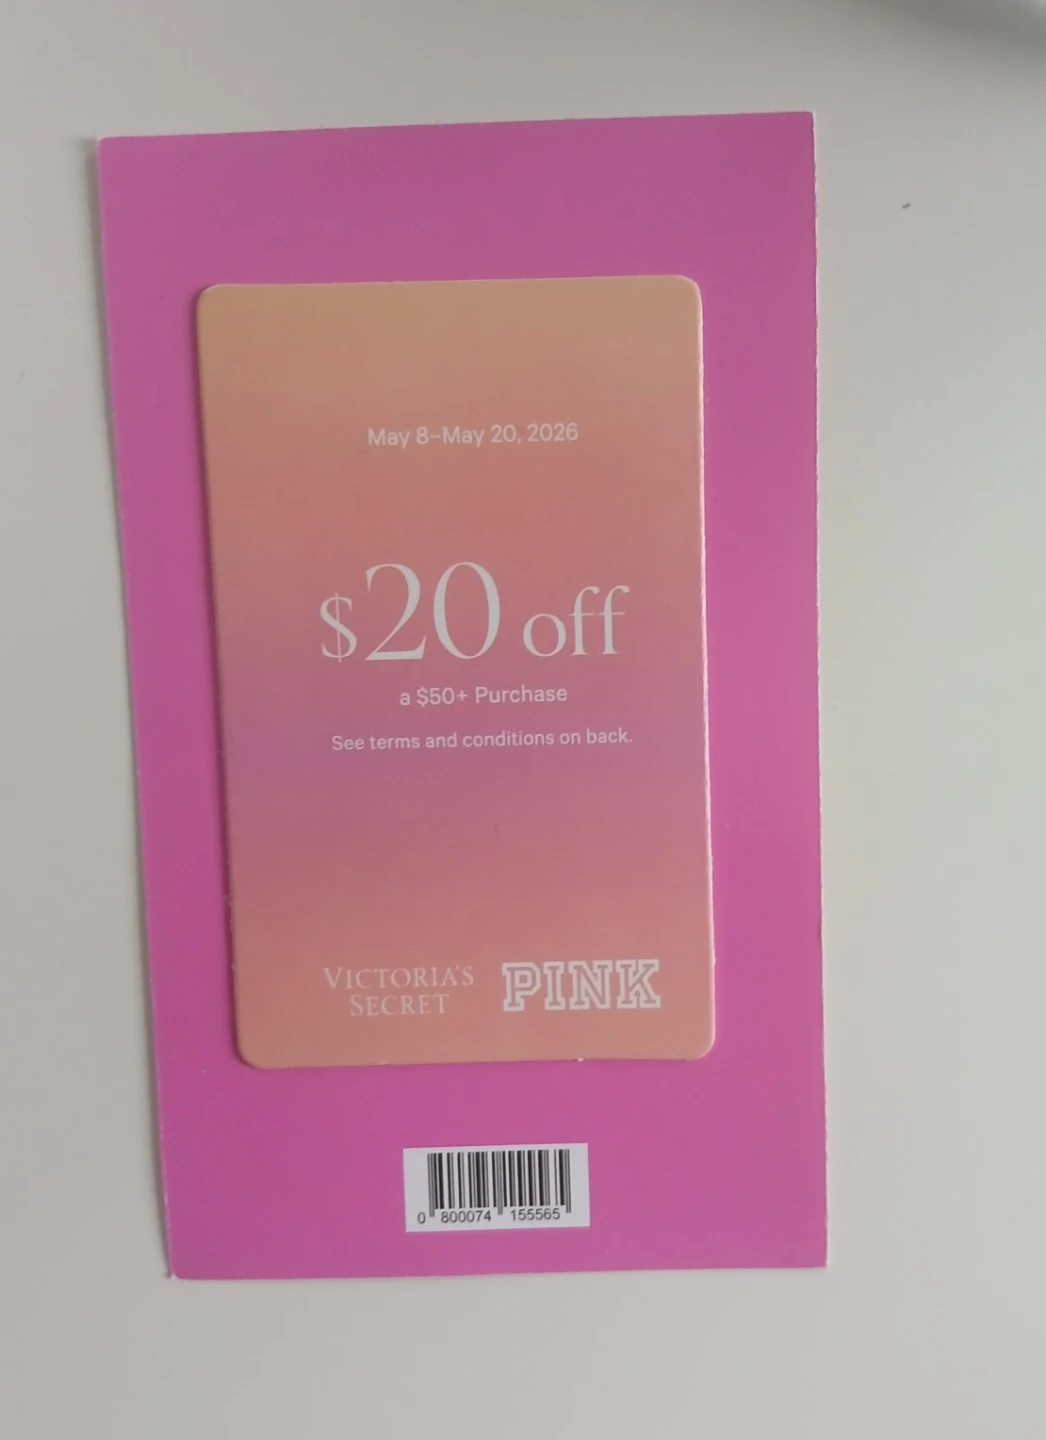 May 8–May 20, 2026
$20 off
a $50+ Purchase
See terms and conditions on back.
VICTORIA'S
SECRET
PINK
0 800074 155565